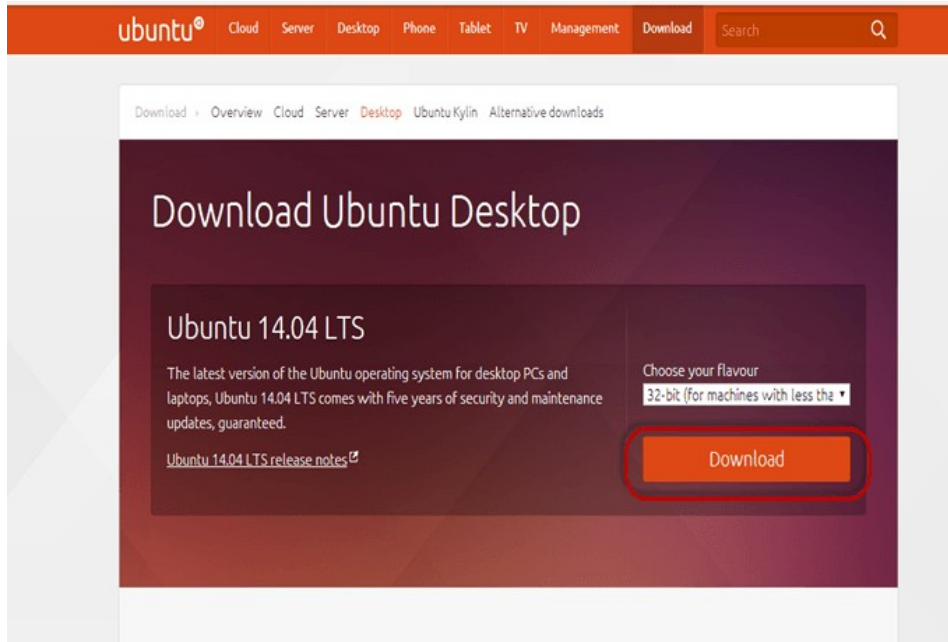 ubuntu Cloud Server Desktop Phone Tablet TV Management Download Search
Download › Overview Cloud Server Desktop Ubuntu Kylin Alternative downloads
Download Ubuntu Desktop
Ubuntu 14.04 LTS
The latest version of the Ubuntu operating system for desktop PCs and
laptops, Ubuntu 14.04 LTS comes with five years of security and maintenance
updates, guaranteed.
Ubuntu 14.04 LTS release notes
Choose your flavour
32-bit (for machines with less tha
Download